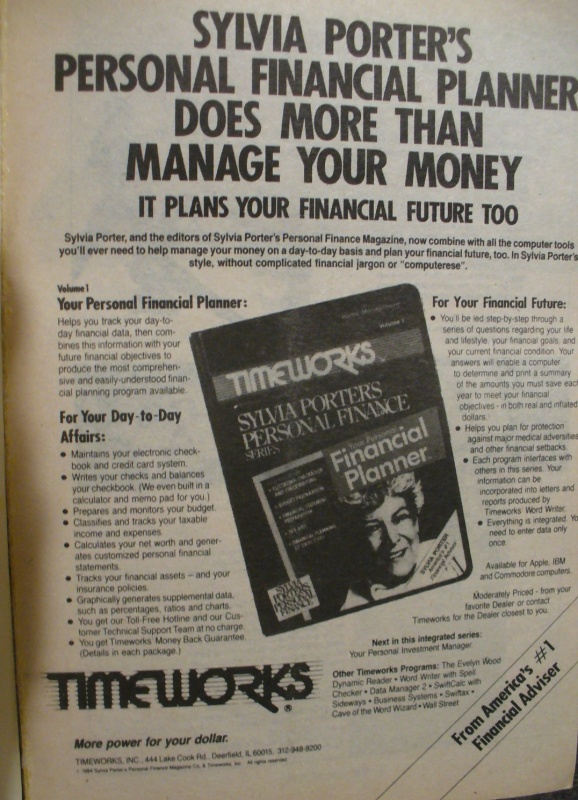 SYLVIA PORTER'S
PERSONAL FINANCIAL PLANNER
DOES MORE THAN
MANAGE YOUR MONEY
IT PLANS YOUR FINANCIAL FUTURE TOO
Sylvia Porter, and the editors of Sylvia Porter's Personal Finance Magazine, now combine with all the computer tools
you'll ever need to help manage your money on a day-to-day basis and plan your financial future, too. In Sylvia Porter's
style, without complicated financial jargon or "computerese".
Volume 1
Your Personal Financial Planner:
Helps you track your day-to-
day financial data, then com-
bines this information with your
future financial objectives to
produce the most comprehen-
sive and easily-understood finan-
cial planning program available.
For Your Day-to-Day
Affairs:
• Maintains your electronic check-
book and credit card system.
• Writes your checks and balances
your checkbook. (We even built in a
calculator and memo pad for you.)
• Prepares and monitors your budget.
• Classifies and tracks your taxable
income and expenses.
• Calculates your net worth and gener-
ates customized personal financial
statements.
• Tracks your financial assets – and your
insurance policies.
• Graphically generates supplemental data,
such as percentages, ratios and charts.
• You get our Toll-Free Hotline and our Cus-
tomer Technical Support Team at no charge.
• You get Timeworks' Money Back Guarantee.
(Details in each package.)
Volume 1
TIMEWORKS
SYLVIA PORTER'S
PERSONAL FINANCE
SERIES
Your Personal
Financial
Planner
SYLVIA PORTER
For Your Financial Future:
• You'll be led step-by-step through a
series of questions regarding your life
and lifestyle, your financial goals, and
your current financial condition. Your
answers will enable a computer
to determine and print a summary
of the amounts you must save each
year to meet your financial
objectives - in both real and inflated
dollars.
• Helps you plan for protection
against major medical adversities
and other financial setbacks.
• Each program interfaces with
others in this series. Your
information can be
incorporated into letters and
reports produced by
Timeworks Word Writer.
• Everything is integrated. You
need to enter data only
once.
Available for Apple, IBM
and Commodore computers.
Moderately Priced - from your
favorite Dealer or contact
Timeworks for the Dealer closest to you.
Next in this integrated series:
Your Personal Investment Manager.
Other Timeworks Programs: The Evelyn Wood
Dynamic Reader • Word Writer with Spell
Checker • Data Manager 2 • SwiftCalc with
Sideways • Business Systems • Swiftax •
Cave of the Word Wizard • Wall Street
TIMEWORKS®
More power for your dollar.
TIMEWORKS, INC., 444 Lake Cook Rd., Deerfield, IL 60015, 312-948-9200
© 1984 Sylvia Porter's Personal Finance Magazine Co. & Timeworks, Inc. All rights reserved.
From America's #1
Financial Adviser